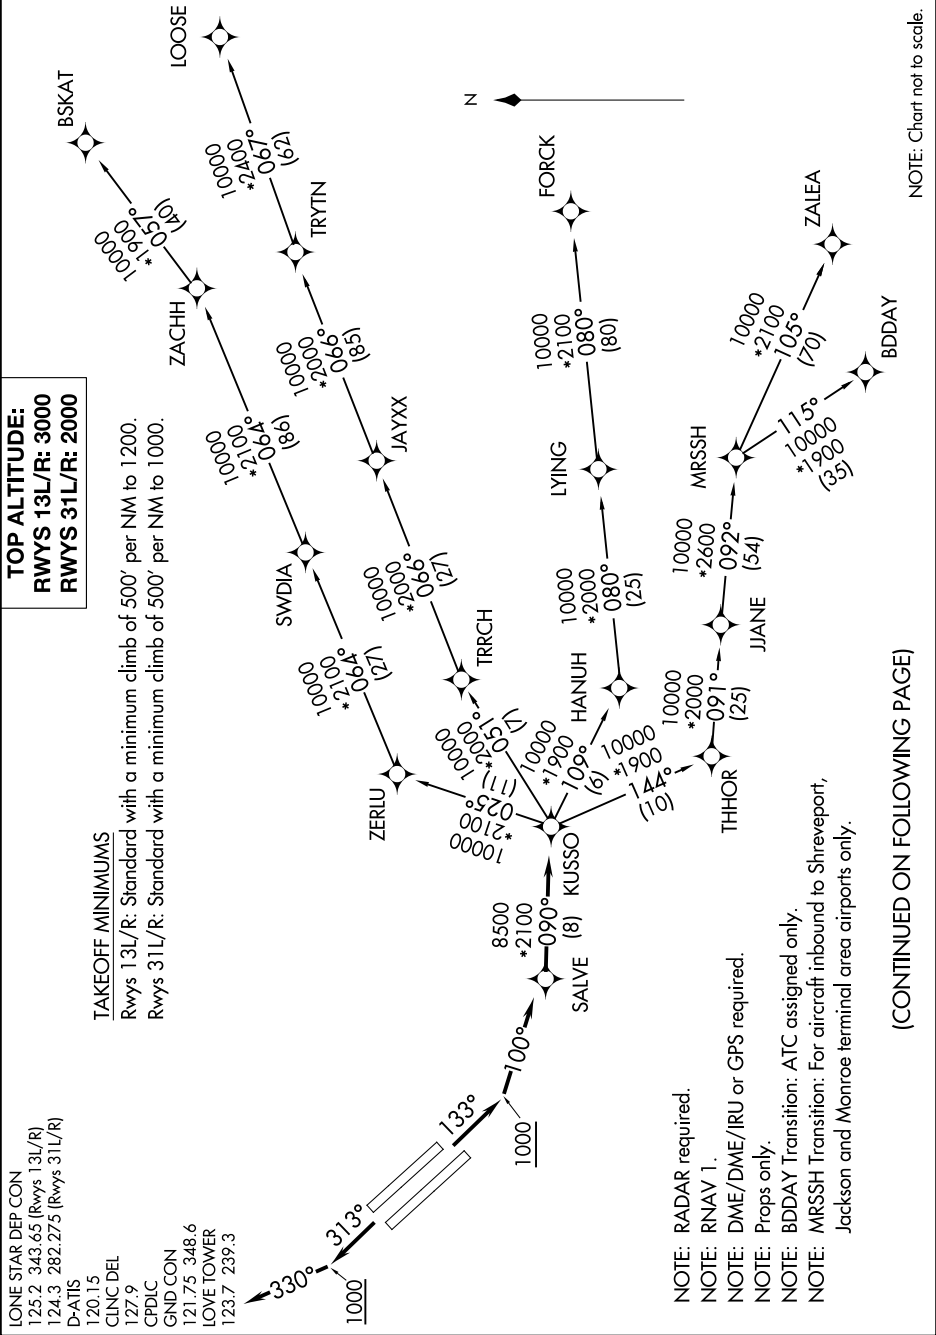 LONE STAR DEP CON
125.2 343.65 (Rwys 13L/R)
124.3 282.275 (Rwys 31L/R)
D-ATIS
120.15
CLNC DEL
127.9
CPDLC
GND CON
121.75 348.6
LOVE TOWER
123.7 239.3
TOP ALTITUDE:
RWYS 13L/R: 3000
RWYS 31L/R: 2000
TAKEOFF MINIMUMS
Rwys 13L/R: Standard with a minimum climb of 500' per NM to 1200.
Rwys 31L/R: Standard with a minimum climb of 500' per NM to 1000.
330°
1000
313°
133°
1000
100°
SALVE
8500
*2100
090°
(8)
KUSSO
10000
*2100
025°
(11)
ZERLU
10000
*2100
064°
(27)
SWDIA
10000
*2100
064°
(86)
ZACHH
10000
*1900
057°
(40)
BSKAT
10000
*2000
051°
(7)
TRRCH
10000
*2000
066°
(27)
JAYXX
10000
*2000
066°
(85)
TRYTN
10000
*2400
067°
(62)
LOOSE
10000
*1900
109°
(6)
HANUH
10000
*2000
080°
(25)
LYING
10000
*2100
080°
(80)
FORCK
10000
*1900
144°
(10)
THHOR
10000
*2000
091°
(25)
JJANE
10000
*2600
092°
(54)
MRSSH
10000
*2100
105°
(70)
ZALEA
115°
10000
*1900
(35)
BDDAY
N
NOTE: RADAR required.
NOTE: RNAV 1.
NOTE: DME/DME/IRU or GPS required.
NOTE: Props only.
NOTE: BDDAY Transition: ATC assigned only.
NOTE: MRSSH Transition: For aircraft inbound to Shreveport,
Jackson and Monroe terminal area airports only.
(CONTINUED ON FOLLOWING PAGE)
NOTE: Chart not to scale.